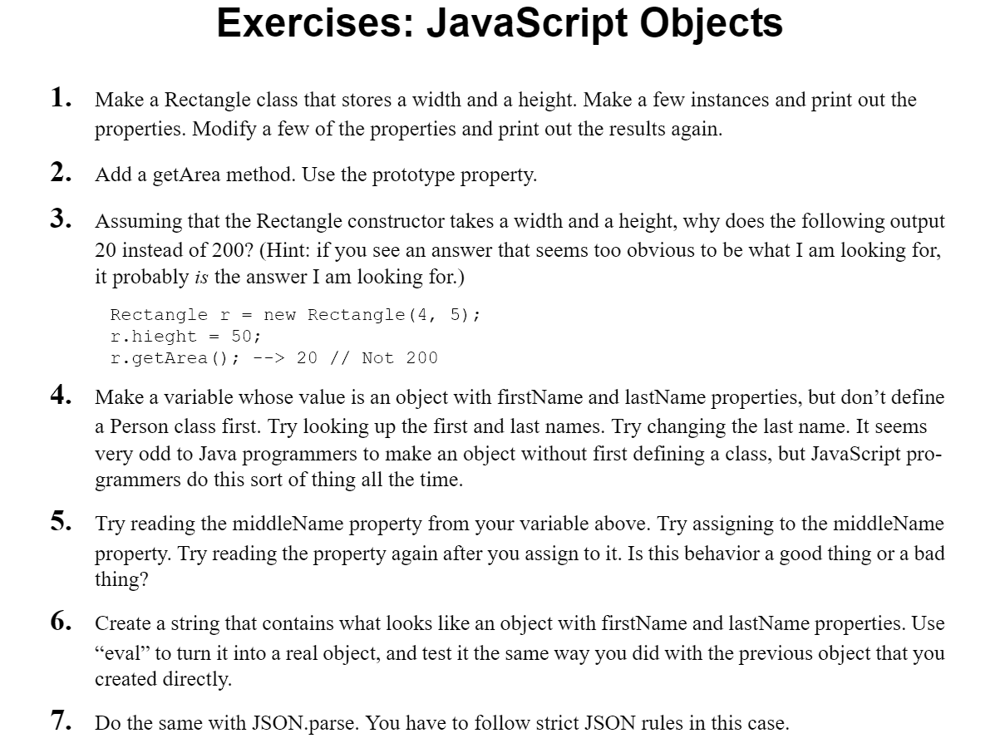 Exercises: JavaScript Objects
1. Make a Rectangle class that stores a width and a height. Make a few instances and print out the
properties. Modify a few of the properties and print out the results again.
2. Add a getArea method. Use the prototype property.
3. Assuming that the Rectangle constructor takes a width and a height, why does the following output
20 instead of 200? (Hint: if you see an answer that seems too obvious to be what I am looking for,
it probably is the answer I am looking for.)
Rectangle r = new Rectangle(4, 5);
r.hieght = 50;
r.getArea(); --> 20 // Not 200
4. Make a variable whose value is an object with firstName and lastName properties, but don’t define
a Person class first. Try looking up the first and last names. Try changing the last name. It seems
very odd to Java programmers to make an object without first defining a class, but JavaScript pro-
grammers do this sort of thing all the time.
5. Try reading the middleName property from your variable above. Try assigning to the middleName
property. Try reading the property again after you assign to it. Is this behavior a good thing or a bad
thing?
6. Create a string that contains what looks like an object with firstName and lastName properties. Use
“eval” to turn it into a real object, and test it the same way you did with the previous object that you
created directly.
7. Do the same with JSON.parse. You have to follow strict JSON rules in this case.